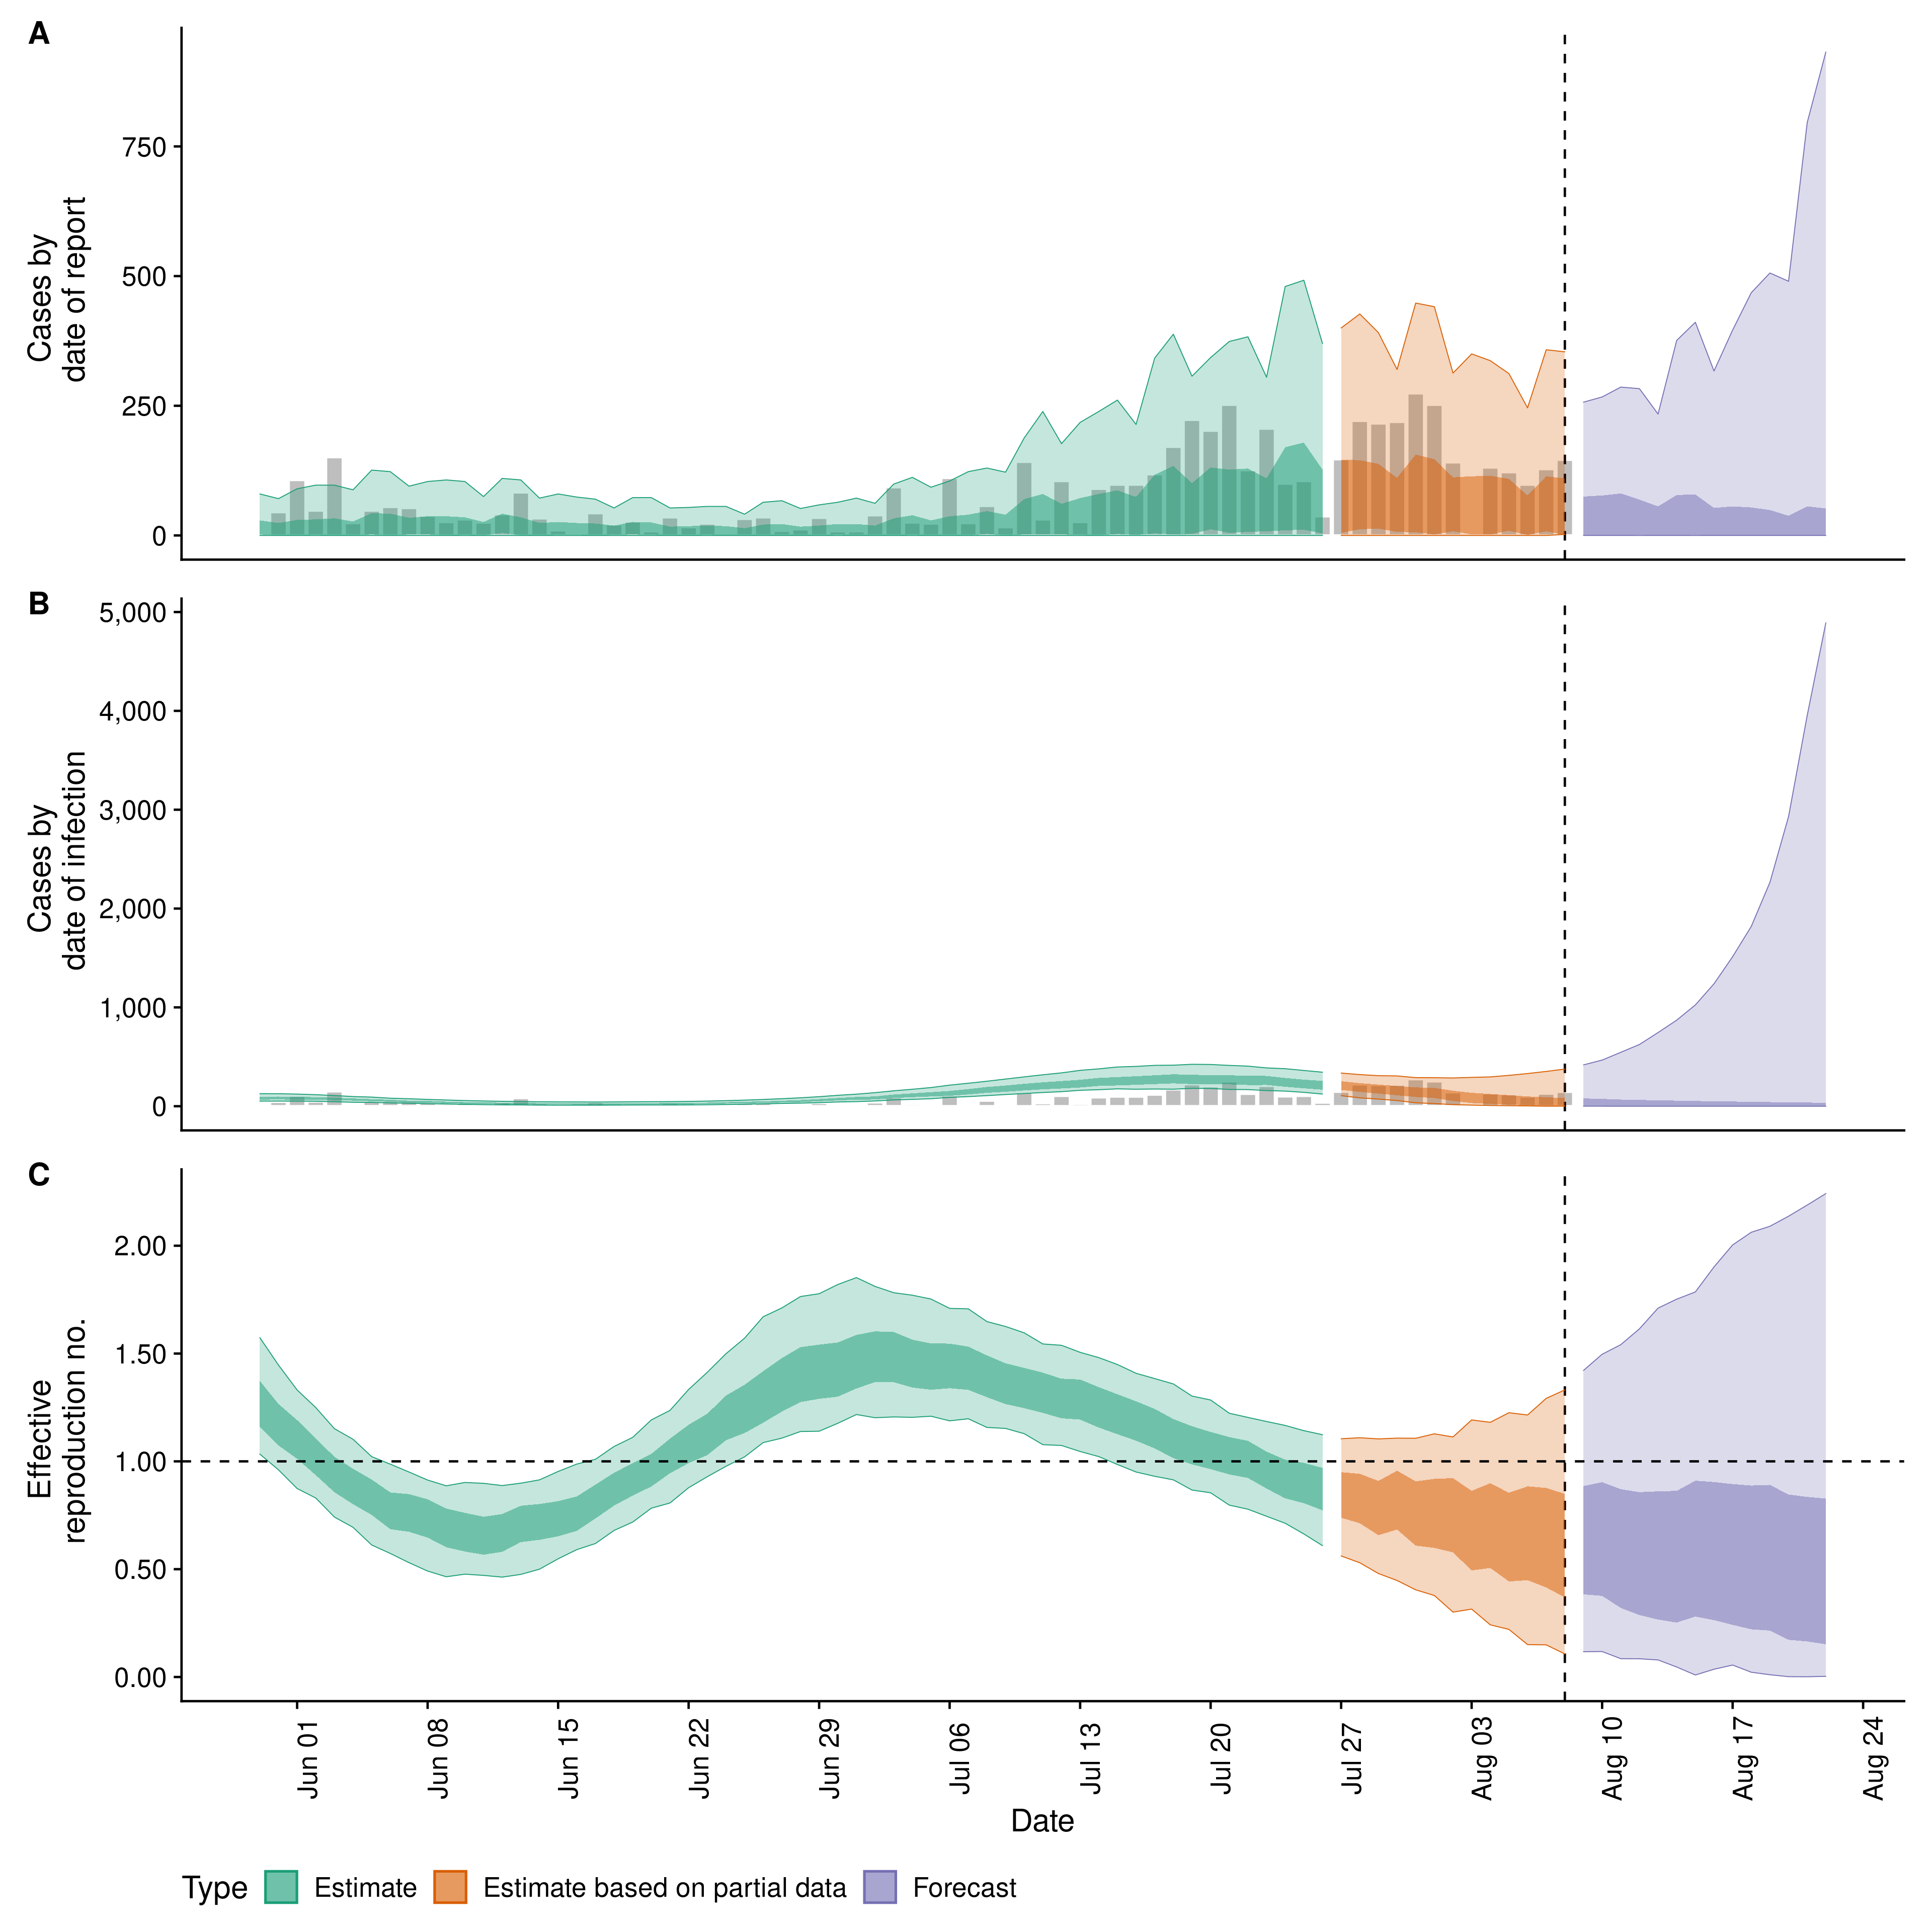 A
Cases by
date of report
750
500
250
0
B
Cases by
date of infection
5,000
4,000
3,000
2,000
1,000
0
C
Effective
reproduction no.
2.00
1.50
1.00
0.50
0.00
Jun 01
Jun 08
Jun 15
Jun 22
Jun 29
Jul 06
Jul 13
Jul 20
Jul 27
Aug 03
Aug 10
Aug 17
Aug 24
Date
Type Estimate Estimate based on partial data Forecast